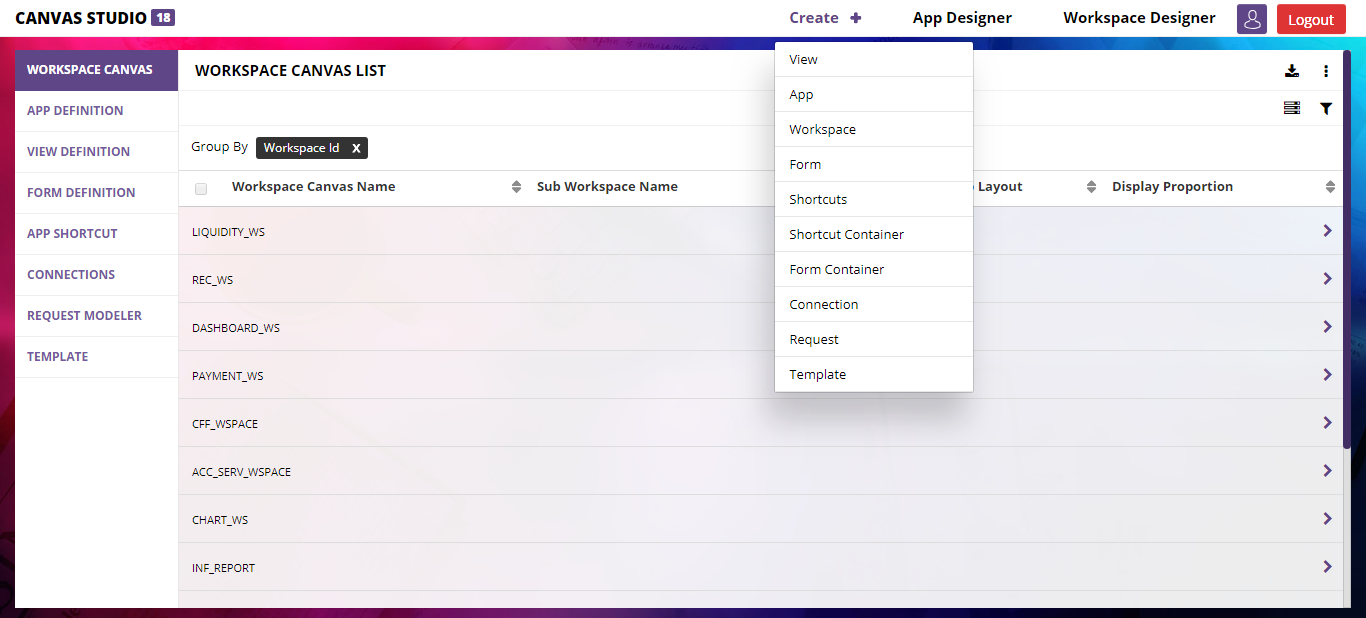 CANVAS STUDIO 18
Create +
App Designer
Workspace Designer
Logout
WORKSPACE CANVAS
APP DEFINITION
VIEW DEFINITION
FORM DEFINITION
APP SHORTCUT
CONNECTIONS
REQUEST MODELER
TEMPLATE
WORKSPACE CANVAS LIST
Group By Workspace Id x
Workspace Canvas Name
Sub Workspace Name
Layout
Display Proportion
LIQUIDITY_WS
REC_WS
DASHBOARD_WS
PAYMENT_WS
CFF_WSPACE
ACC_SERV_WSPACE
CHART_WS
INF_REPORT
View
App
Workspace
Form
Shortcuts
Shortcut Container
Form Container
Connection
Request
Template